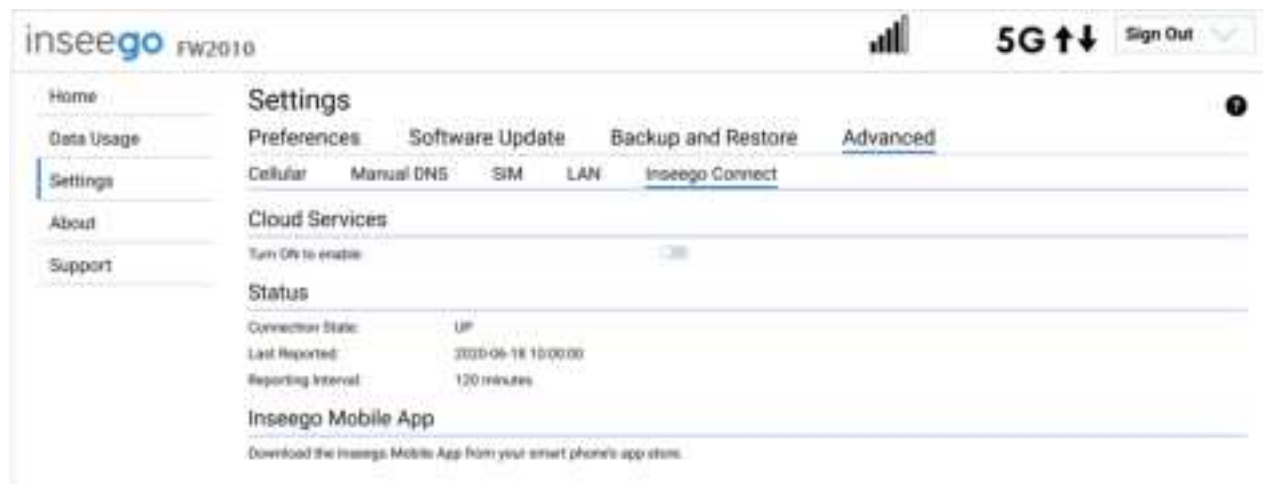 inseego FW2010
5G
Sign Out
Home
Data Usage
Settings
About
Support
Settings
Preferences Software Update Backup and Restore Advanced
Cellular Manual DNS SIM LAN Inseego Connect
Cloud Services
Turn ON to enable
Status
Connection State: UP
Last Reported: 2020-06-18 10:00:00
Reporting Interval: 120 minutes
Inseego Mobile App
Download the Inseego Mobile App from your smart phone's app store.